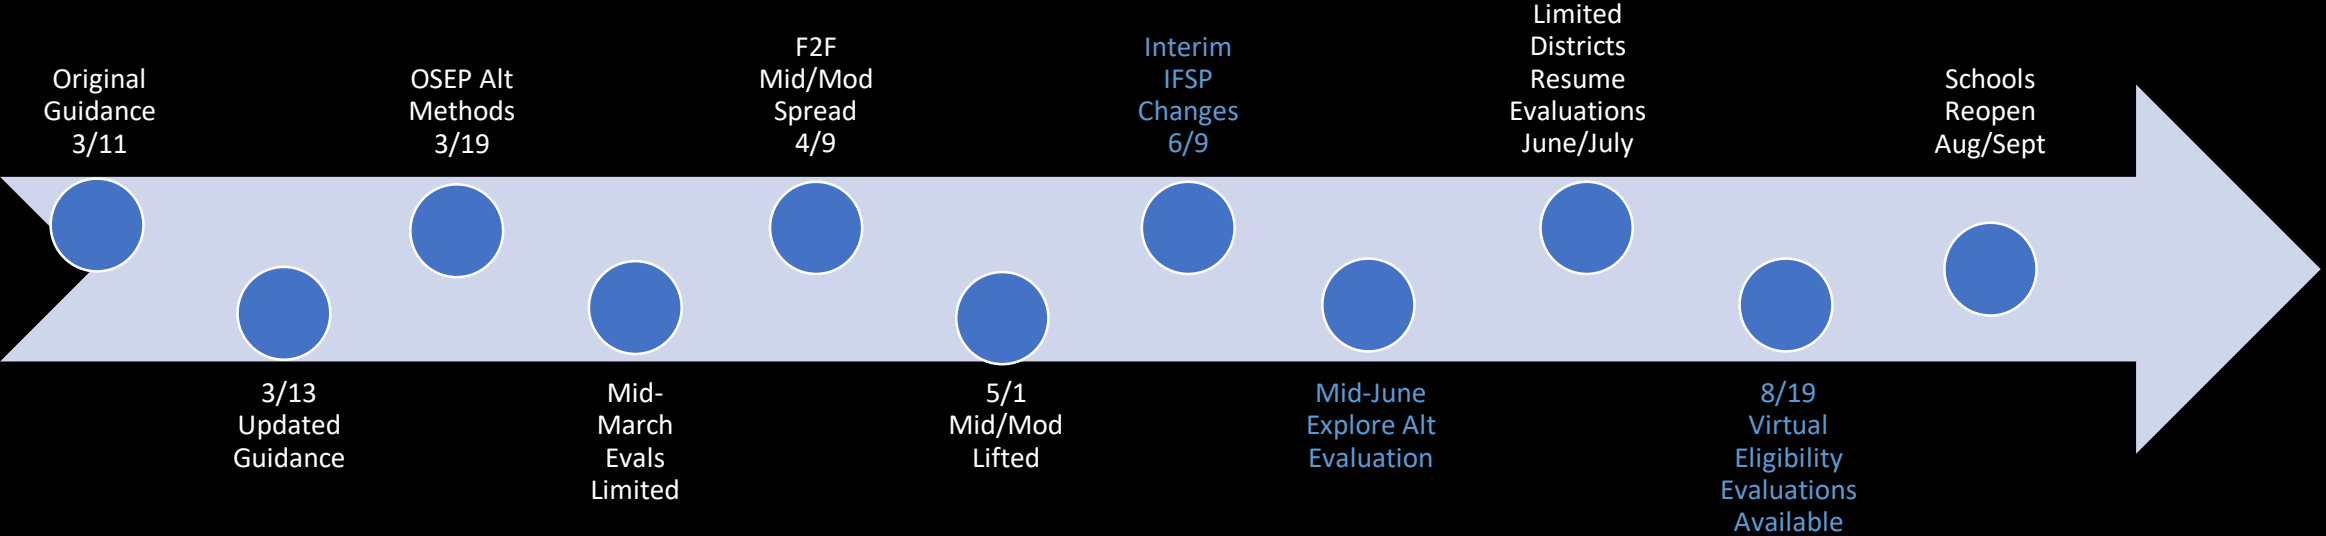 Original
Guidance
3/11
3/13
Updated
Guidance
OSEP Alt
Methods
3/19
Mid-
March
Evals
Limited
F2F
Mid/Mod
Spread
4/9
5/1
Mid/Mod
Lifted
Interim
IFSP
Changes
6/9
Mid-June
Explore Alt
Evaluation
Limited
Districts
Resume
Evaluations
June/July
8/19
Virtual
Eligibility
Evaluations
Available
Schools
Reopen
Aug/Sept